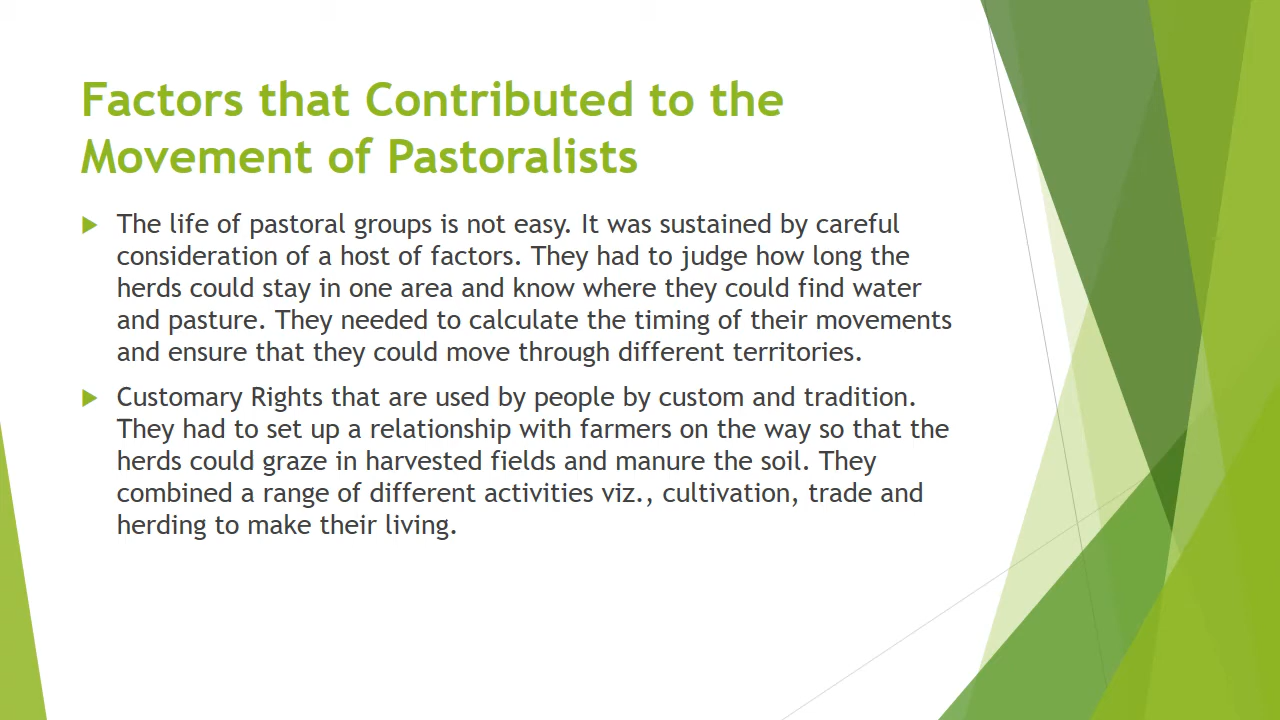 Factors that Contributed to the
Movement of Pastoralists
The life of pastoral groups is not easy. It was sustained by careful
consideration of a host of factors. They had to judge how long the
herds could stay in one area and know where they could find water
and pasture. They needed to calculate the timing of their movements
and ensure that they could move through different territories.
Customary Rights that are used by people by custom and tradition.
They had to set up a relationship with farmers on the way so that the
herds could graze in harvested fields and manure the soil. They
combined a range of different activities viz., cultivation, trade and
herding to make their living.